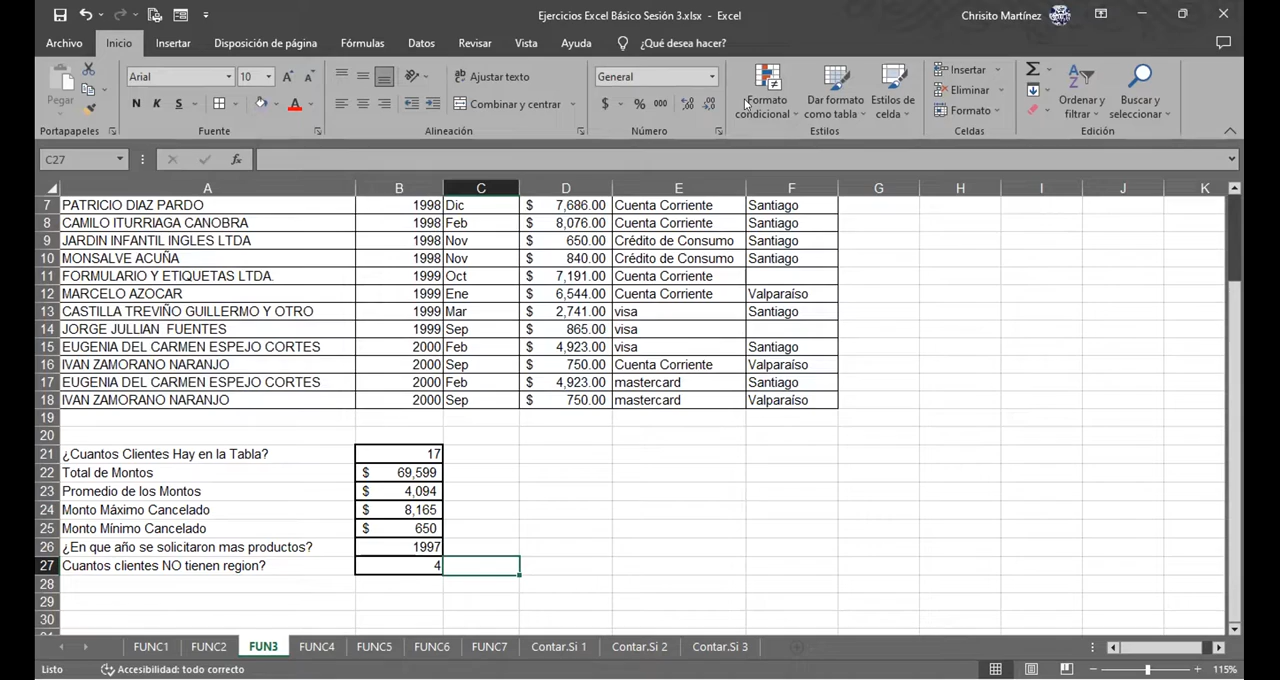 Ejercicios Excel Básico Sesión 3.xlsx - Excel
Chrisito Martínez
Archivo Inicio Insertar Disposición de página Fórmulas Datos Revisar Vista Ayuda ¿Qué desea hacer?
Pegar
Arial 10
N K S
Ajustar texto
Combinar y centrar
General
$ % 000
Formato condicional
Dar formato como tabla
Estilos de celda
Insertar
Eliminar
Formato
Ordenar y filtrar
Buscar y seleccionar
Portapapeles Fuente Alineación Número Estilos Celdas Edición
C27 fx
A B C D E F G H I J K
7 PATRICIO DIAZ PARDO 1998 Dic $ 7,686.00 Cuenta Corriente Santiago
8 CAMILO ITURRIAGA CANOBRA 1998 Feb $ 8,076.00 Cuenta Corriente Santiago
9 JARDIN INFANTIL INGLES LTDA 1998 Nov $ 650.00 Crédito de Consumo Santiago
10 MONSALVE ACUÑA 1998 Nov $ 840.00 Crédito de Consumo Santiago
11 FORMULARIO Y ETIQUETAS LTDA. 1999 Oct $ 7,191.00 Cuenta Corriente
12 MARCELO AZOCAR 1999 Ene $ 6,544.00 Cuenta Corriente Valparaíso
13 CASTILLA TREVIÑO GUILLERMO Y OTRO 1999 Mar $ 2,741.00 visa Santiago
14 JORGE JULLIAN FUENTES 1999 Sep $ 865.00 visa
15 EUGENIA DEL CARMEN ESPEJO CORTES 2000 Feb $ 4,923.00 visa Santiago
16 IVAN ZAMORANO NARANJO 2000 Sep $ 750.00 Cuenta Corriente Valparaíso
17 EUGENIA DEL CARMEN ESPEJO CORTES 2000 Feb $ 4,923.00 mastercard Santiago
18 IVAN ZAMORANO NARANJO 2000 Sep $ 750.00 mastercard Valparaíso
19
20
21 ¿Cuantos Clientes Hay en la Tabla? 17
22 Total de Montos $ 69,599
23 Promedio de los Montos $ 4,094
24 Monto Máximo Cancelado $ 8,165
25 Monto Mínimo Cancelado $ 650
26 ¿En que año se solicitaron mas productos? 1997
27 Cuantos clientes NO tienen region? 4
28
29
30
FUNC1 FUNC2 FUN3 FUNC4 FUNC5 FUNC6 FUNC7 Contar.Si 1 Contar.Si 2 Contar.Si 3
Listo Accesibilidad: todo correcto 115%